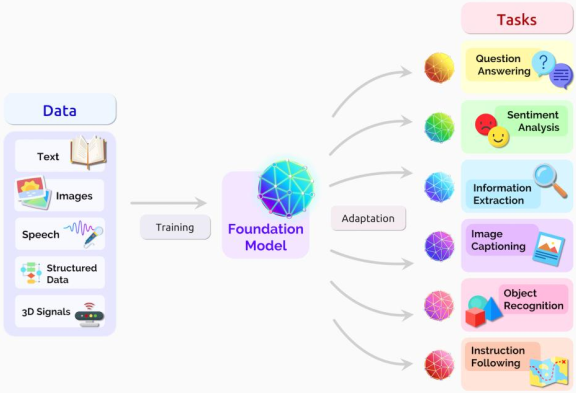 Data
Text
Images
Speech
Structured
Data
3D Signals
Training
Foundation
Model
Adaptation
Tasks
Question
Answering
Sentiment
Analysis
Information
Extraction
Image
Captioning
Object
Recognition
Instruction
Following